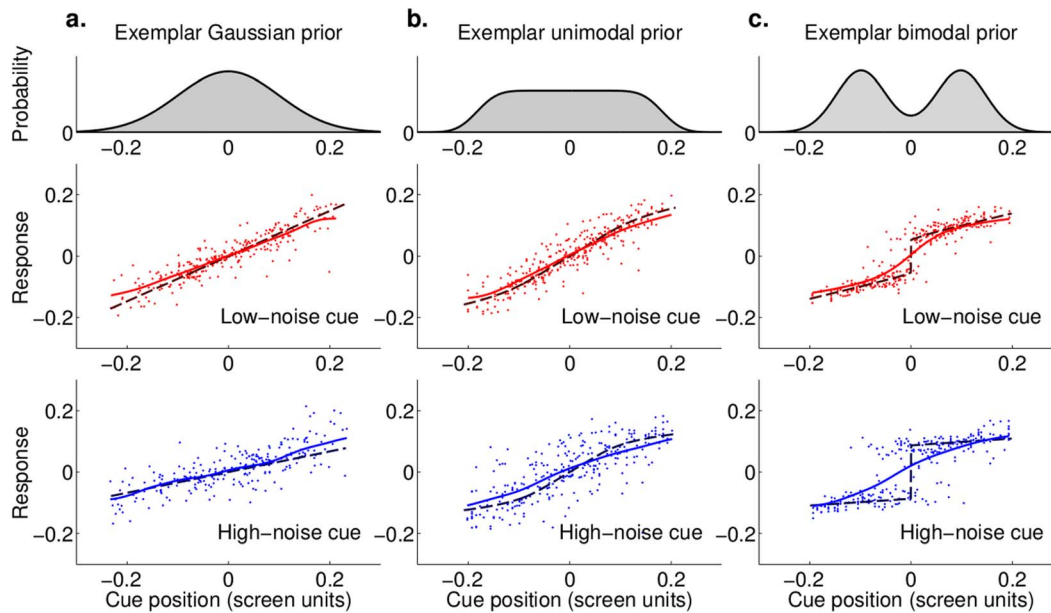 a.
Exemplar Gaussian prior
b.
Exemplar unimodal prior
c.
Exemplar bimodal prior
Probability
0
−0.2 0 0.2
0
−0.2 0 0.2
0
−0.2 0 0.2
Response
0.2
0
−0.2
Low−noise cue
−0.2 0 0.2
0.2
0
−0.2
Low−noise cue
−0.2 0 0.2
0.2
0
−0.2
Low−noise cue
−0.2 0 0.2
Response
0.2
0
−0.2
High−noise cue
−0.2 0 0.2
Cue position (screen units)
0.2
0
−0.2
High−noise cue
−0.2 0 0.2
Cue position (screen units)
0.2
0
−0.2
High−noise cue
−0.2 0 0.2
Cue position (screen units)